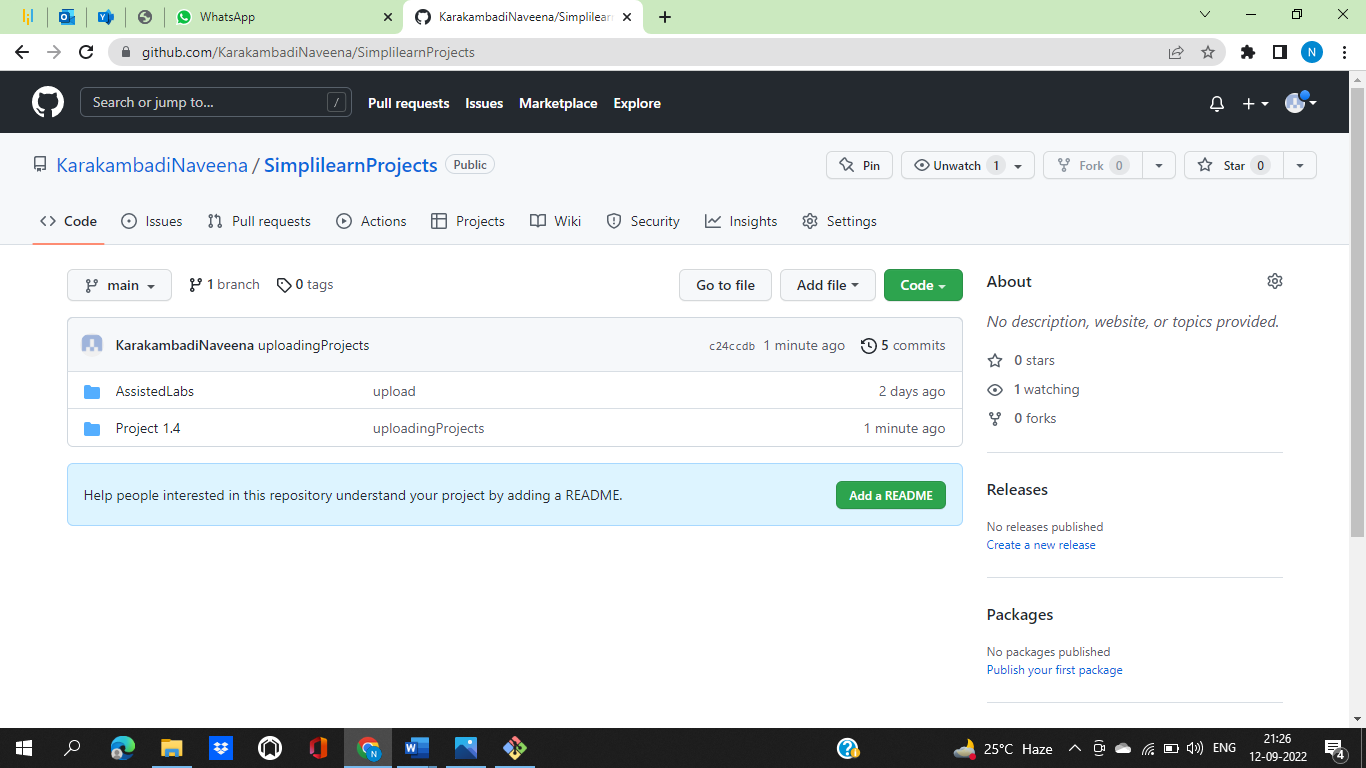 WhatsApp
KarakambadiNaveena/Simplilearn
github.com/KarakambadiNaveena/SimplilearnProjects
N
Search or jump to...
/
Pull requests Issues Marketplace Explore
KarakambadiNaveena / SimplilearnProjects Public
Pin
Unwatch 1
Fork 0
Star 0
Code Issues Pull requests Actions Projects Wiki Security Insights Settings
main 1 branch 0 tags
Go to file Add file Code
KarakambadiNaveena uploadingProjects c24ccdb 1 minute ago 5 commits
AssistedLabs upload 2 days ago
Project 1.4 uploadingProjects 1 minute ago
Help people interested in this repository understand your project by adding a README.
Add a README
About
No description, website, or topics provided.
0 stars
1 watching
0 forks
Releases
No releases published
Create a new release
Packages
No packages published
Publish your first package
25°C Haze
ENG
21:26
12-09-2022
4